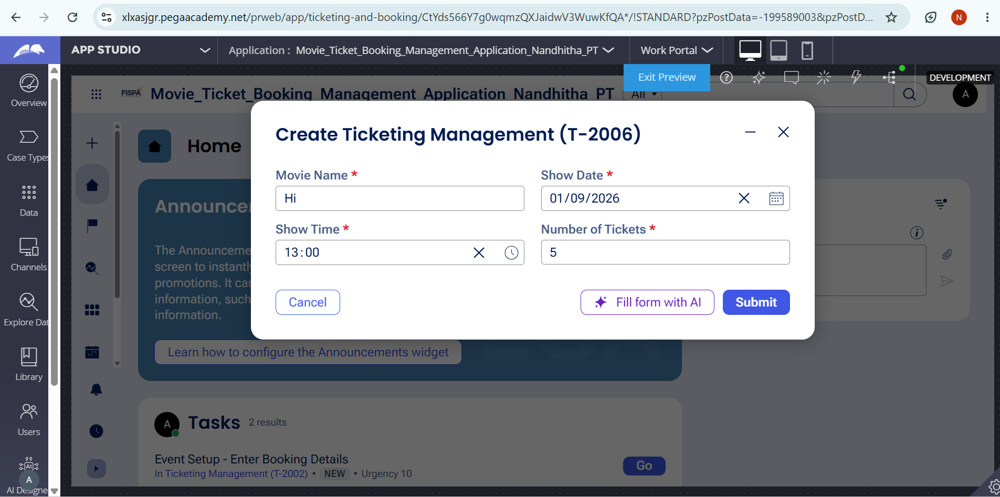 xlxasjgr.pegaacademy.net/prweb/app/ticketing-and-booking/CtYds566Y7g0wqmzQXJaidwV3WuwKfQA*/!STANDARD?pzPostData=-199589003&pzPostD...
N
APP STUDIO
Application : Movie_Ticket_Booking_Management_Application_Nandhitha_PT
Work Portal
Exit Preview
DEVELOPMENT
FISPA
Movie_Ticket_Booking_Management_Application_Nandhitha_PT
All
A
Overview
Case Types
Data
Channels
Explore Dat
Library
Users
AI
A
AI Designe
Home
Announcer
The Announceme
screen to instantly
promotions. It car
information, such
information.
Learn how to configure the Announcements widget
Create Ticketing Management (T-2006)
Movie Name *
Hi
Show Date *
01/09/2026
Show Time *
13:00
Number of Tickets *
5
Cancel
Fill form with AI
Submit
A
Tasks 2 results
Event Setup - Enter Booking Details
In Ticketing Management (T-2002) • NEW • Urgency 10
Go